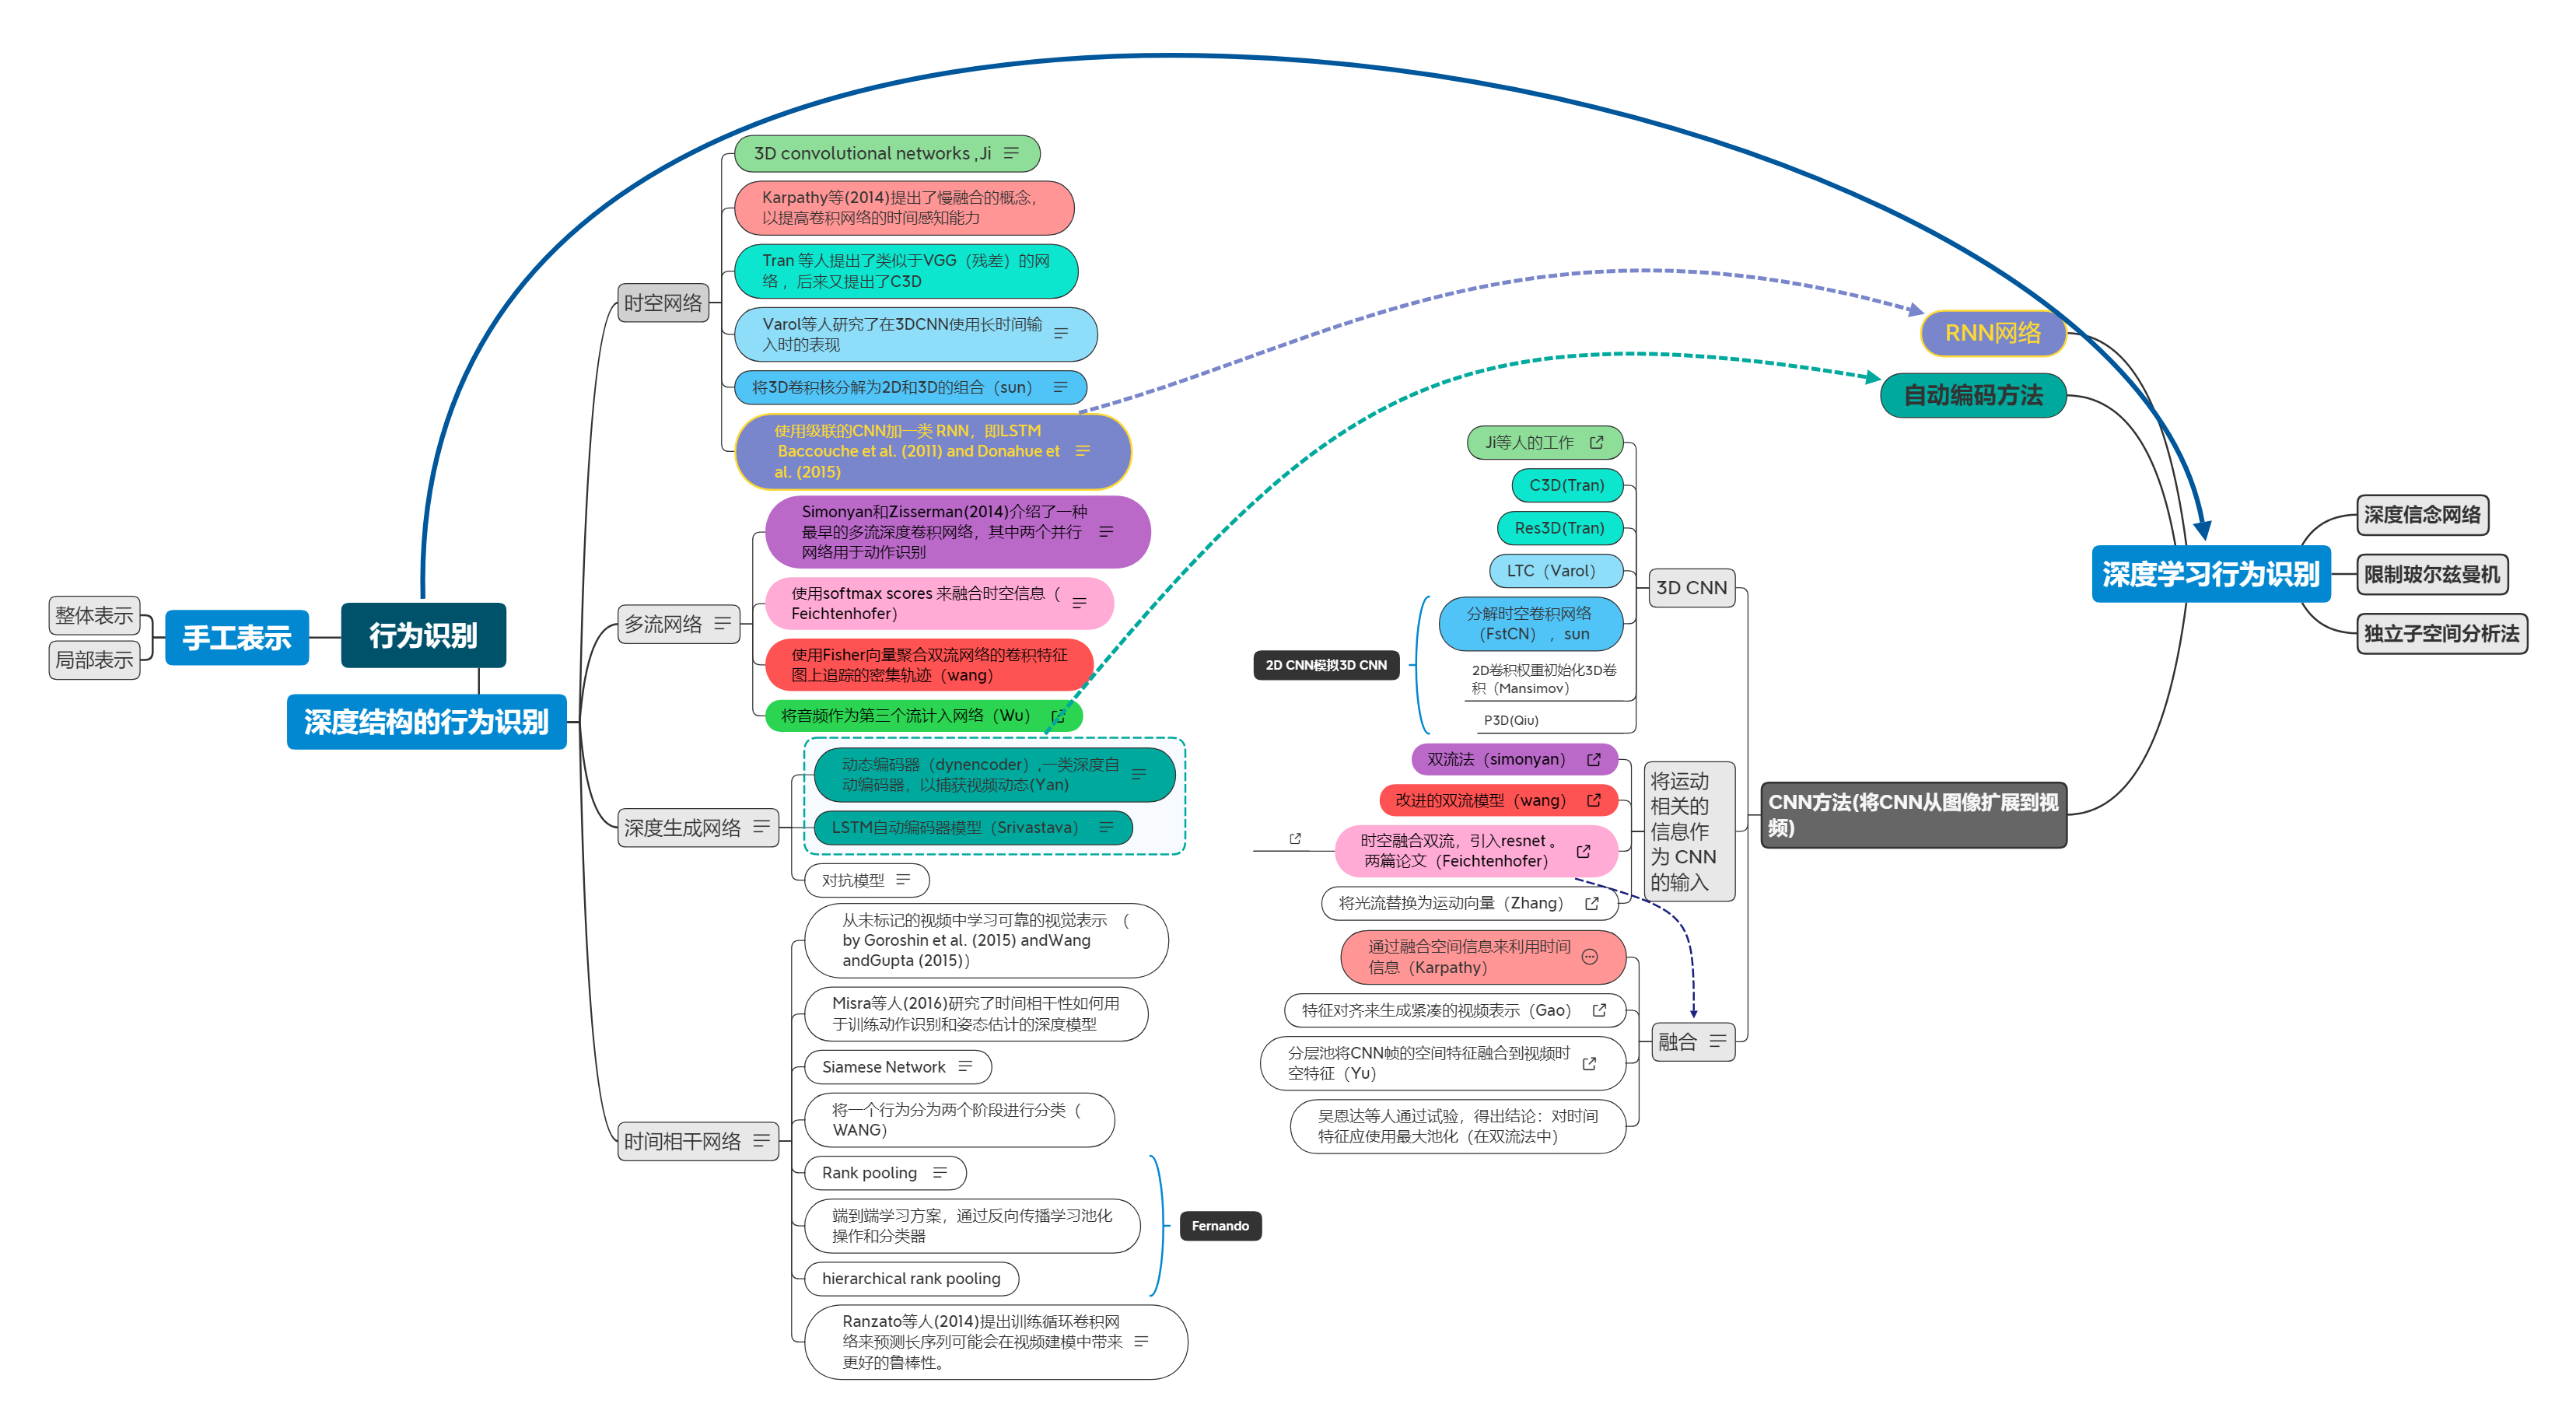 行为识别
手工表示
整体表示
局部表示
深度结构的行为识别
时空网络
3D convolutional networks ,Ji
Karpathy等(2014)提出了慢融合的概念，
以提高卷积网络的时间感知能力
Tran 等人提出了类似于VGG（残差）的网
络 ，后来又提出了C3D
Varol等人研究了在3DCNN使用长时间输
入时的表现
将3D卷积核分解为2D和3D的组合（sun）
使用级联的CNN加一类 RNN，即LSTM
Baccouche et al. (2011) and Donahue et
al. (2015)
多流网络
Simonyan和Zisserman(2014)介绍了一种
最早的多流深度卷积网络，其中两个并行
网络用于动作识别
使用softmax scores 来融合时空信息（
Feichtenhofer）
使用Fisher向量聚合双流网络的卷积特征
图上追踪的密集轨迹（wang）
将音频作为第三个流计入网络（Wu）
深度生成网络
动态编码器（dynencoder）,一类深度自
动编码器，以捕获视频动态(Yan)
LSTM自动编码器模型（Srivastava）
对抗模型
时间相干网络
从未标记的视频中学习可靠的视觉表示 （
by Goroshin et al. (2015) andWang
andGupta (2015)）
Misra等人(2016)研究了时间相干性如何用
于训练动作识别和姿态估计的深度模型
Siamese Network
将一个行为分为两个阶段进行分类（
WANG）
Rank pooling
端到端学习方案，通过反向传播学习池化
操作和分类器
hierarchical rank pooling
Fernando
Ranzato等人(2014)提出训练循环卷积网
络来预测长序列可能会在视频建模中带来
更好的鲁棒性。
深度学习行为识别
RNN网络
自动编码方法
CNN方法(将CNN从图像扩展到视
频)
3D CNN
Ji等人的工作
C3D(Tran)
Res3D(Tran)
LTC（Varol）
分解时空卷积网络
（FstCN） ，sun
2D卷积权重初始化3D卷
积（Mansimov）
P3D(Qiu)
2D CNN模拟3D CNN
将运动
相关的
信息作
为 CNN
的输入
双流法（simonyan）
改进的双流模型（wang）
时空融合双流，引入resnet 。
两篇论文（Feichtenhofer）
将光流替换为运动向量（Zhang）
融合
通过融合空间信息来利用时间
信息（Karpathy）
特征对齐来生成紧凑的视频表示（Gao）
分层池将CNN帧的空间特征融合到视频时
空特征（Yu）
吴恩达等人通过试验，得出结论：对时间
特征应使用最大池化（在双流法中）
深度信念网络
限制玻尔兹曼机
独立子空间分析法